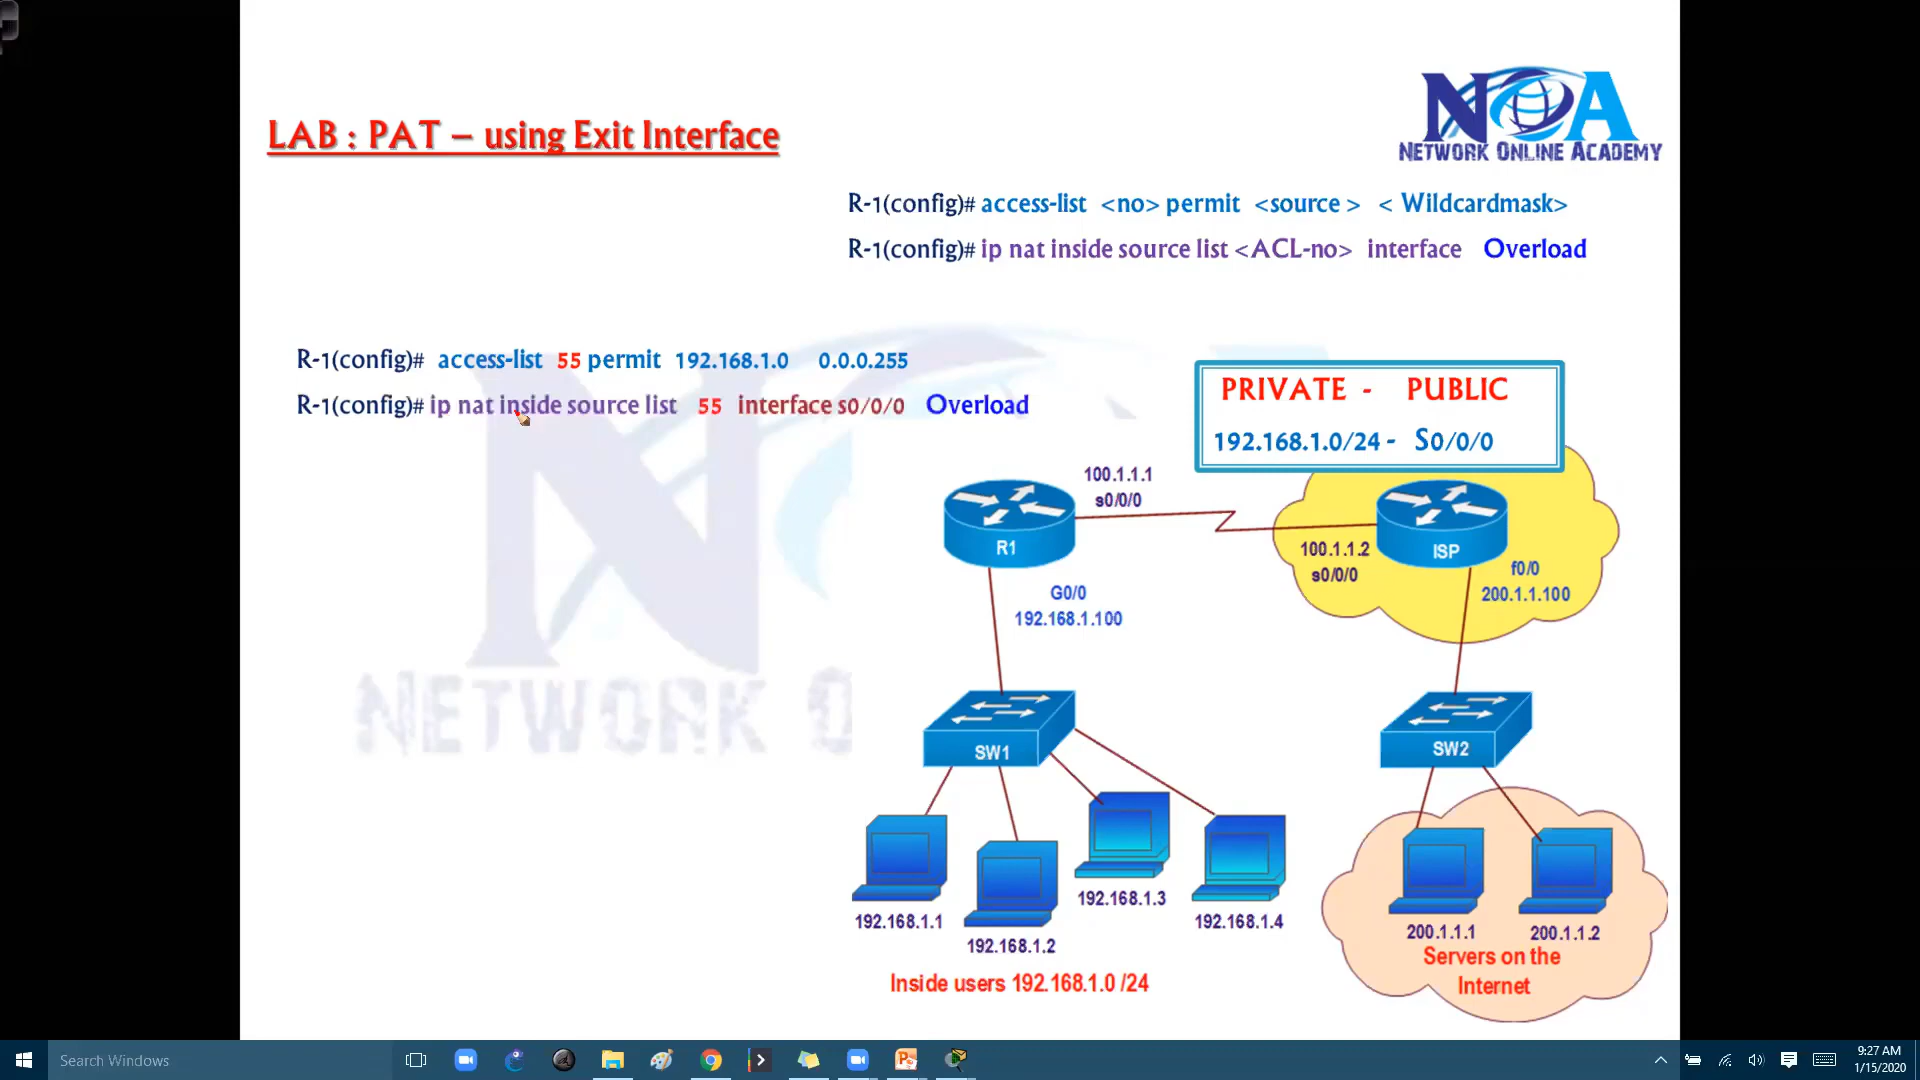 LAB : PAT – using Exit Interface
NOA
NETWORK ONLINE ACADEMY
R-1(config)# access-list <no> permit <source > < Wildcardmask>
R-1(config)# ip nat inside source list <ACL-no> interface Overload
R-1(config)# access-list 55 permit 192.168.1.0 0.0.0.255
R-1(config)# ip nat inside source list 55 interface s0/0/0 Overload
PRIVATE - PUBLIC
192.168.1.0/24 - S0/0/0
100.1.1.1
s0/0/0
R1
100.1.1.2
s0/0/0
ISP
f0/0
200.1.1.100
G0/0
192.168.1.100
NETWORK O
SW1
SW2
192.168.1.1
192.168.1.2
192.168.1.3
192.168.1.4
200.1.1.1
200.1.1.2
Servers on the
Internet
Inside users 192.168.1.0 /24
Search Windows
9:27 AM
1/15/2020